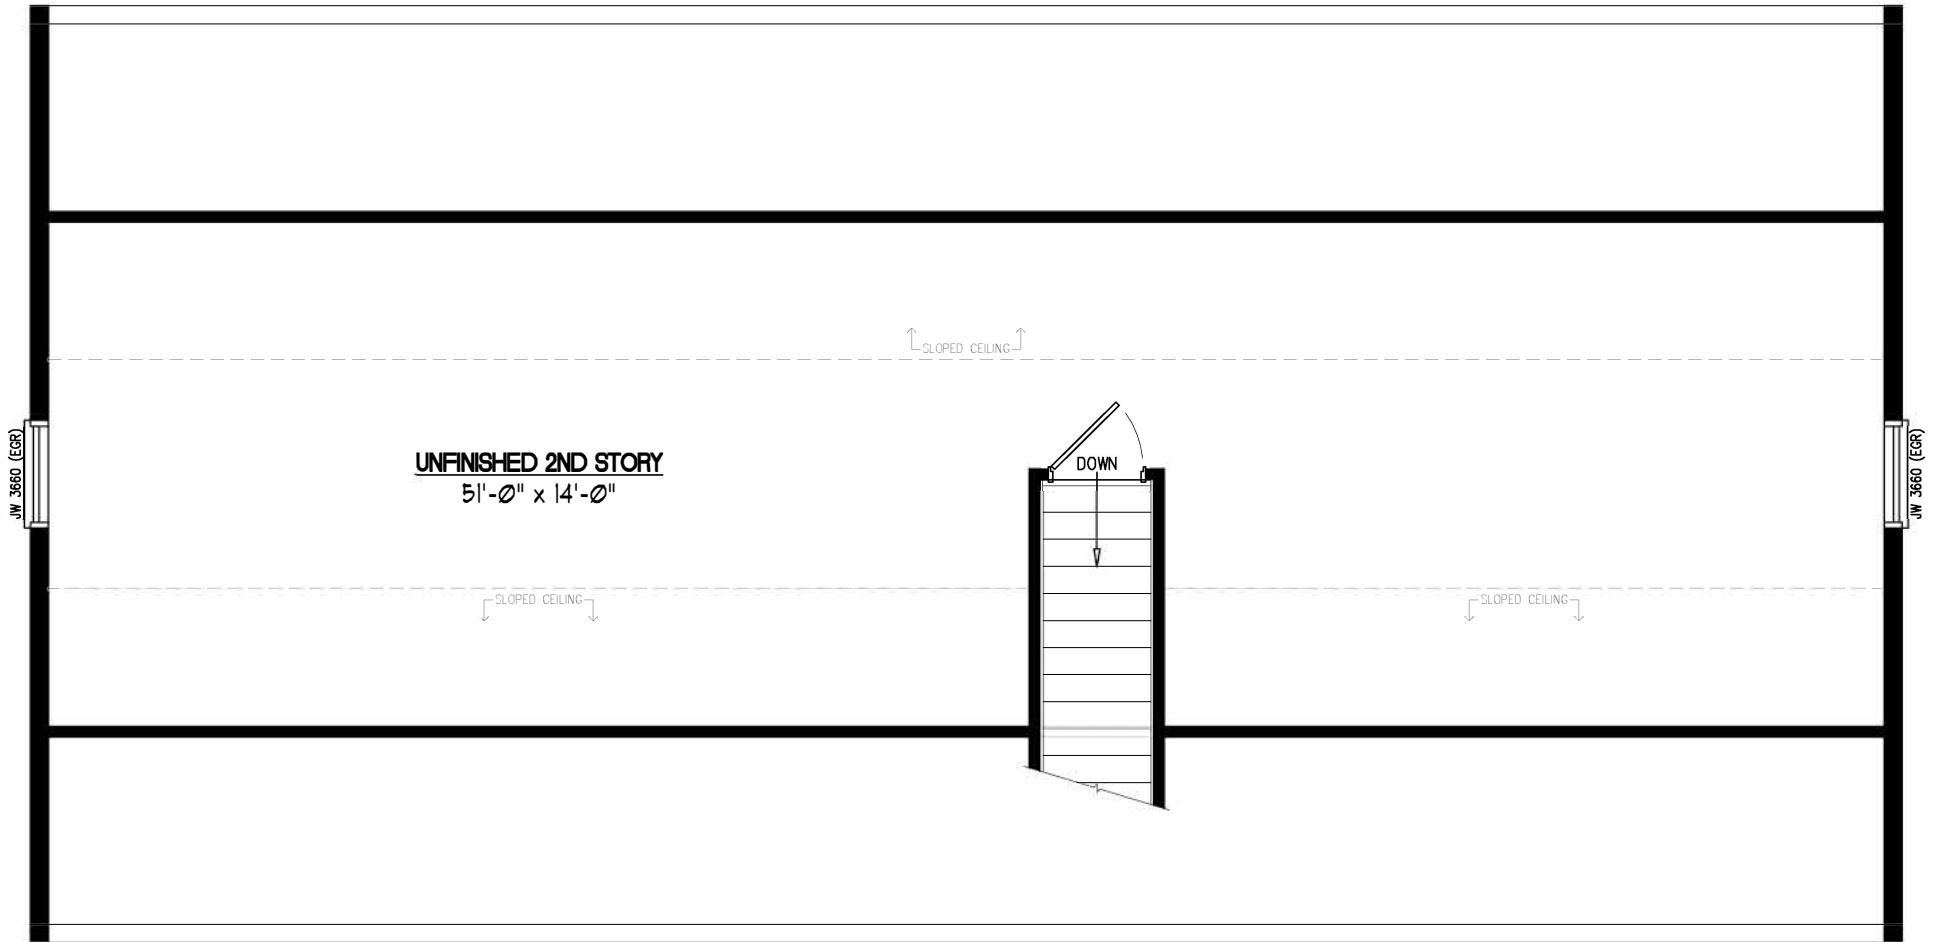 SLOPED CEILING
JW 3660 (EGR)
UNFINISHED 2ND STORY
51'-0" x 14'-0"
DOWN
JW 3660 (EGR)
SLOPED CEILING
SLOPED CEILING